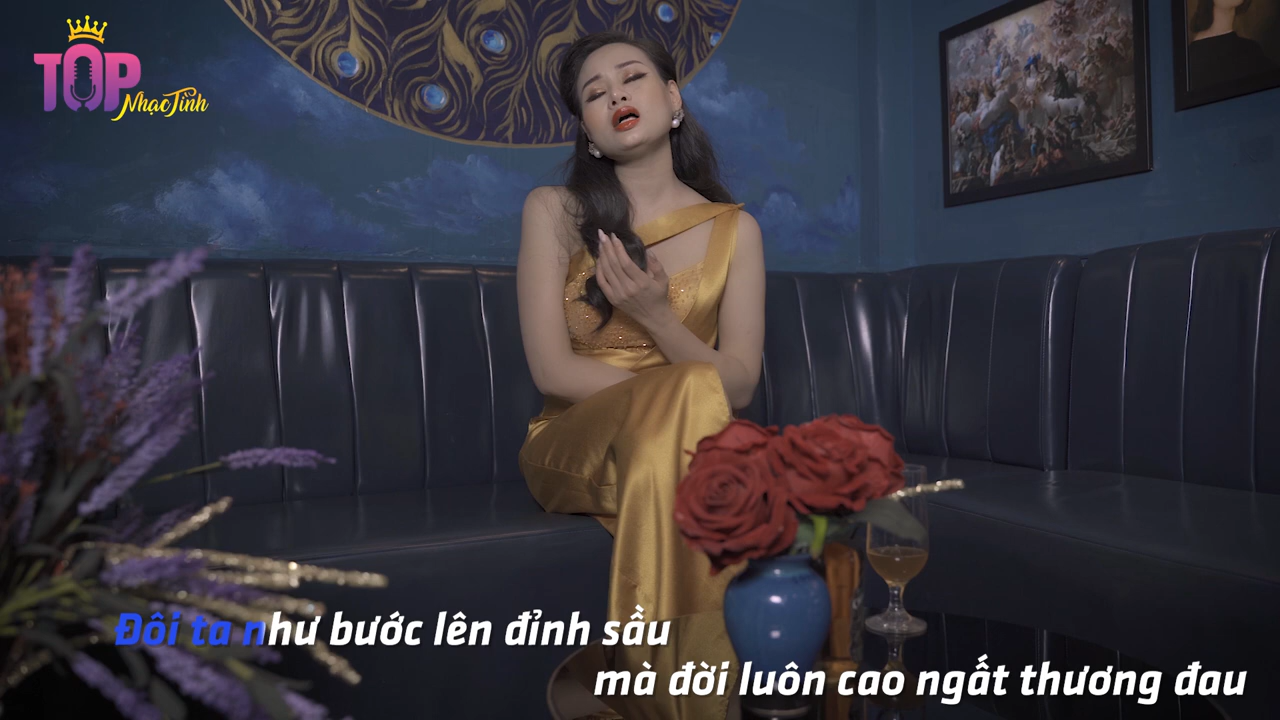 TOP
Nhạc Tình
Đôi ta như bước lên đỉnh sầu
mà đời luôn cao ngất thương đau